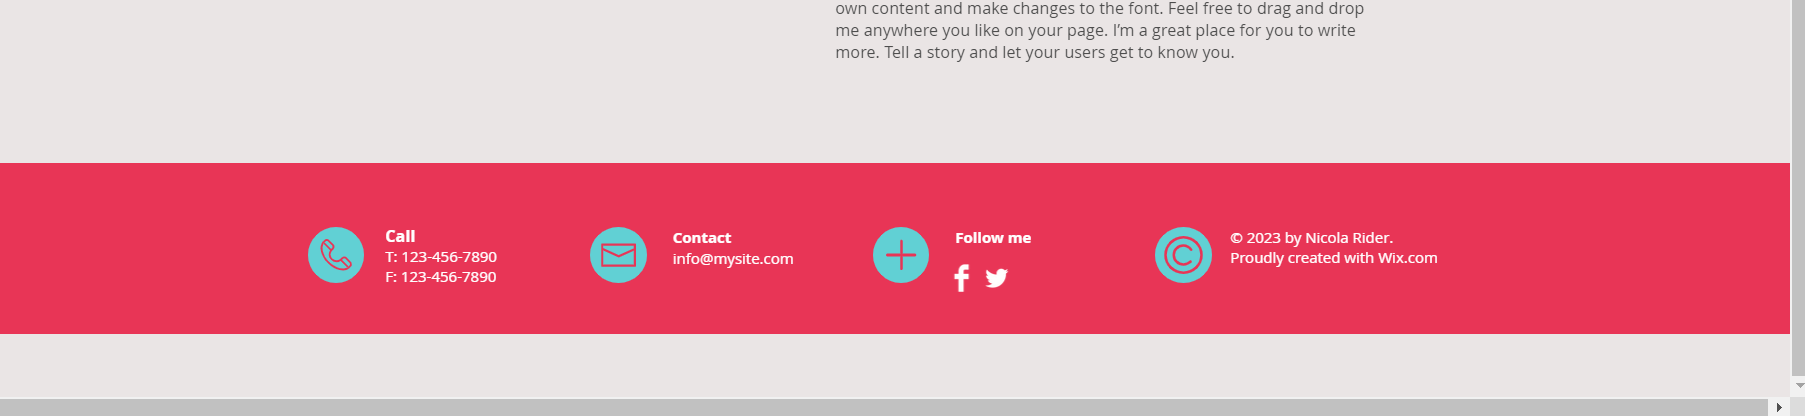 own content and make changes to the font. Feel free to drag and drop
me anywhere you like on your page. I'm a great place for you to write
more. Tell a story and let your users get to know you.
Call
T: 123-456-7890
F: 123-456-7890
Contact
info@mysite.com
Follow me
© 2023 by Nicola Rider.
Proudly created with Wix.com